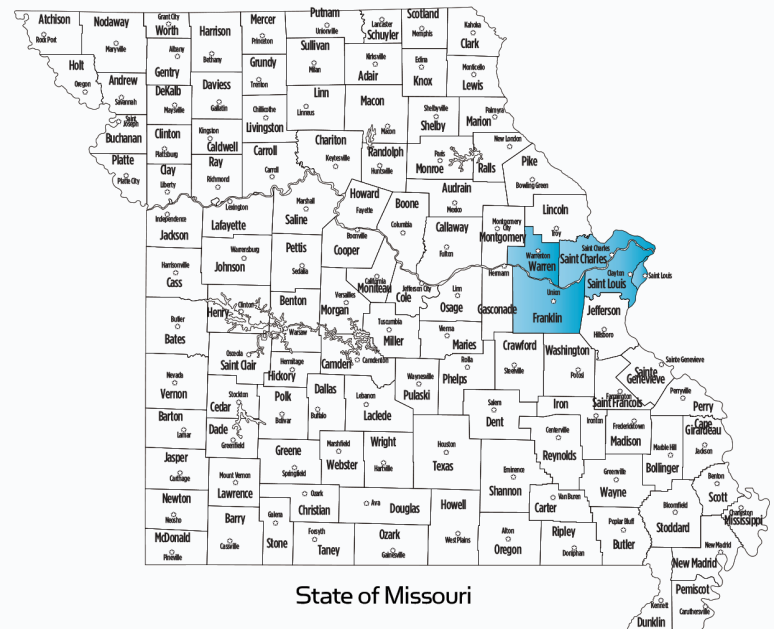 Atchison
Rock Port
Nodaway
Maryville
Grant City
Worth
Harrison
Bethany
Mercer
Princeton
Putnam
Unionville
Lancaster
Schuyler
Scotland
Memphis
Kahoka
Clark
Holt
Oregon
Andrew
Savannah
Albany
Gentry
DeKalb
Maysville
Daviess
Gallatin
Grundy
Trenton
Sullivan
Milan
Kirksville
Adair
Edina
Knox
Monticello
Lewis
Saint
Joseph
Buchanan
Clinton
Plattsburg
Kingston
Caldwell
Chillicothe
Livingston
Linn
Linneus
Macon
Macon
Shelbyville
Shelby
Palmyra
Marion
Platte
Platte City
Clay
Liberty
Ray
Richmond
Carroll
Carroll
Chariton
Keytesville
Randolph
Huntsville
Paris
Monroe
New London
Ralls
Pike
Bowling Green
Audrain
Mexico
Independence
Jackson
Lexington
Lafayette
Marshall
Saline
Howard
Fayette
Boone
Columbia
Callaway
Fulton
Montgomery
City
Montgomery
Lincoln
Troy
Warrenton
Warren
Saint Charles
Saint Charles
Clayton
Saint Louis
Saint Louis
Harrisonville
Cass
Warrensburg
Johnson
Pettis
Sedalia
Boonville
Cooper
California
Moniteau
Jefferson City
Cole
Linn
Osage
Hermann
Gasconade
Union
Franklin
Jefferson
Hillsboro
Butler
Bates
Clinton
Henry
Benton
Warsaw
Versailles
Morgan
Tuscumbia
Miller
Vienna
Maries
Osceola
Saint Clair
Hermitage
Hickory
Camden
Camdenton
Waynesville
Pulaski
Rolla
Phelps
Crawford
Steelville
Washington
Potosi
Sainte Genevieve
Sainte
Genevieve
Farmington
Saint Francois
Perryville
Perry
Nevada
Vernon
Stockton
Cedar
Polk
Bolivar
Dallas
Buffalo
Lebanon
Laclede
Salem
Dent
Iron
Ironton
Fredericktown
Madison
Cape
Girardeau
Jackson
Barton
Lamar
Dade
Greenfield
Greene
Springfield
Marshfield
Webster
Wright
Hartville
Houston
Texas
Centerville
Reynolds
Marble Hill
Bollinger
Jasper
Carthage
Mount Vernon
Lawrence
Ozark
Christian
Ava
Douglas
Howell
West Plains
Eminence
Shannon
Van Buren
Carter
Greenville
Wayne
Benton
Scott
Charleston
Mississippi
Newton
Neosho
Barry
Cassville
Galena
Stone
Forsyth
Taney
Ozark
Gainesville
Alton
Oregon
Ripley
Doniphan
Poplar Bluff
Butler
Bloomfield
Stoddard
New Madrid
New Madrid
McDonald
Pineville
Pemiscot
Caruthersville
Kennett
Dunklin
State of Missouri